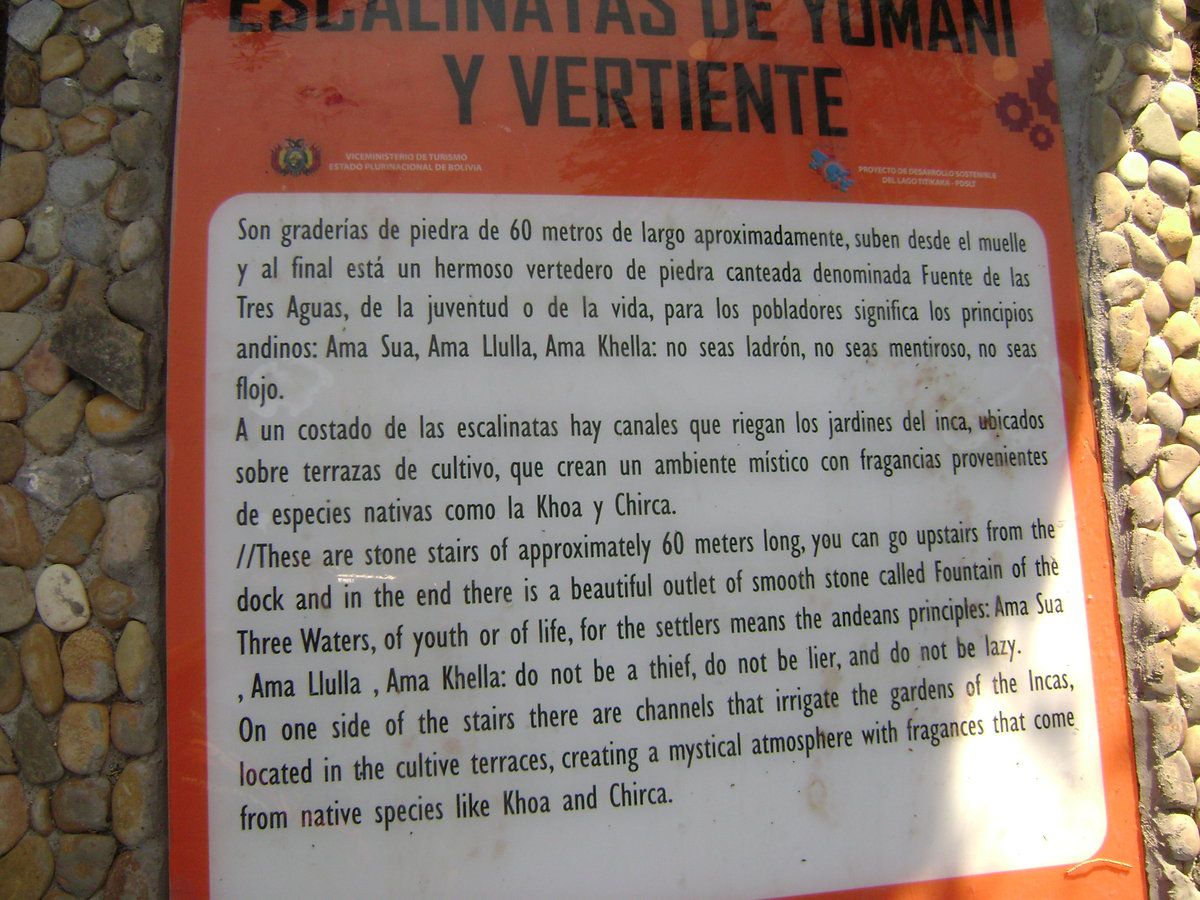 ESCALINATAS DE YUMANI
Y VERTIENTE
VICEMINISTERIO DE TURISMO
ESTADO PLURINACIONAL DE BOLIVIA
PROYECTO DE DESARROLLO SOSTENIBLE
DEL LAGO TITIKAKA - PDSLT
Son graderías de piedra de 60 metros de largo aproximadamente, suben desde el muelle
y al final está un hermoso vertedero de piedra canteada denominada Fuente de las
Tres Aguas, de la juventud o de la vida, para los pobladores significa los principios
andinos: Ama Sua, Ama Llulla, Ama Khella: no seas ladrón, no seas mentiroso, no seas
flojo.
A un costado de las escalinatas hay canales que riegan los jardines del inca, ubicados
sobre terrazas de cultivo, que crean un ambiente místico con fragancias provenientes
de especies nativas como la Khoa y Chirca.
//These are stone stairs of approximately 60 meters long, you can go upstairs from the
dock and in the end there is a beautiful outlet of smooth stone called Fountain of the
Three Waters, of youth or of life, for the settlers means the andeans principles: Ama Sua
, Ama Llulla , Ama Khella: do not be a thief, do not be lier, and do not be lazy.
On one side of the stairs there are channels that irrigate the gardens of the Incas,
located in the cultive terraces, creating a mystical atmosphere with fragances that come
from native species like Khoa and Chirca.